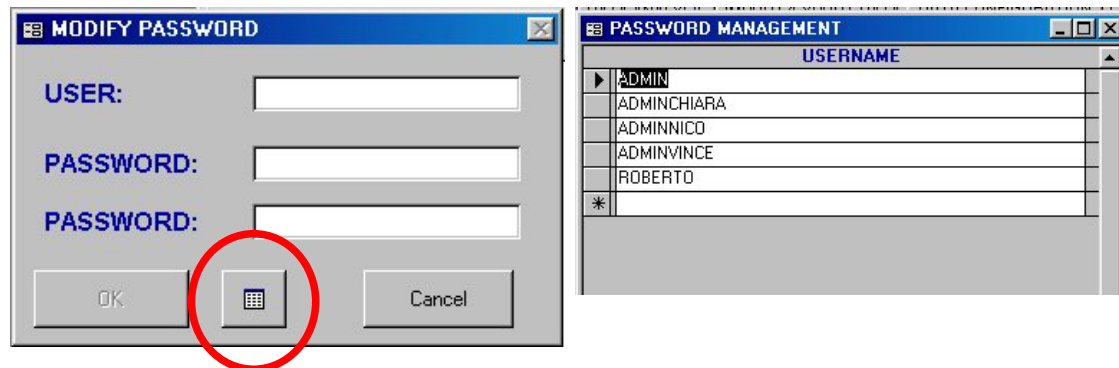 MODIFY PASSWORD
USER:
PASSWORD:
PASSWORD:
OK
Cancel
PASSWORD MANAGEMENT
USERNAME
ADMIN
ADMINCHIARA
ADMINNICO
ADMINVINCE
ROBERTO